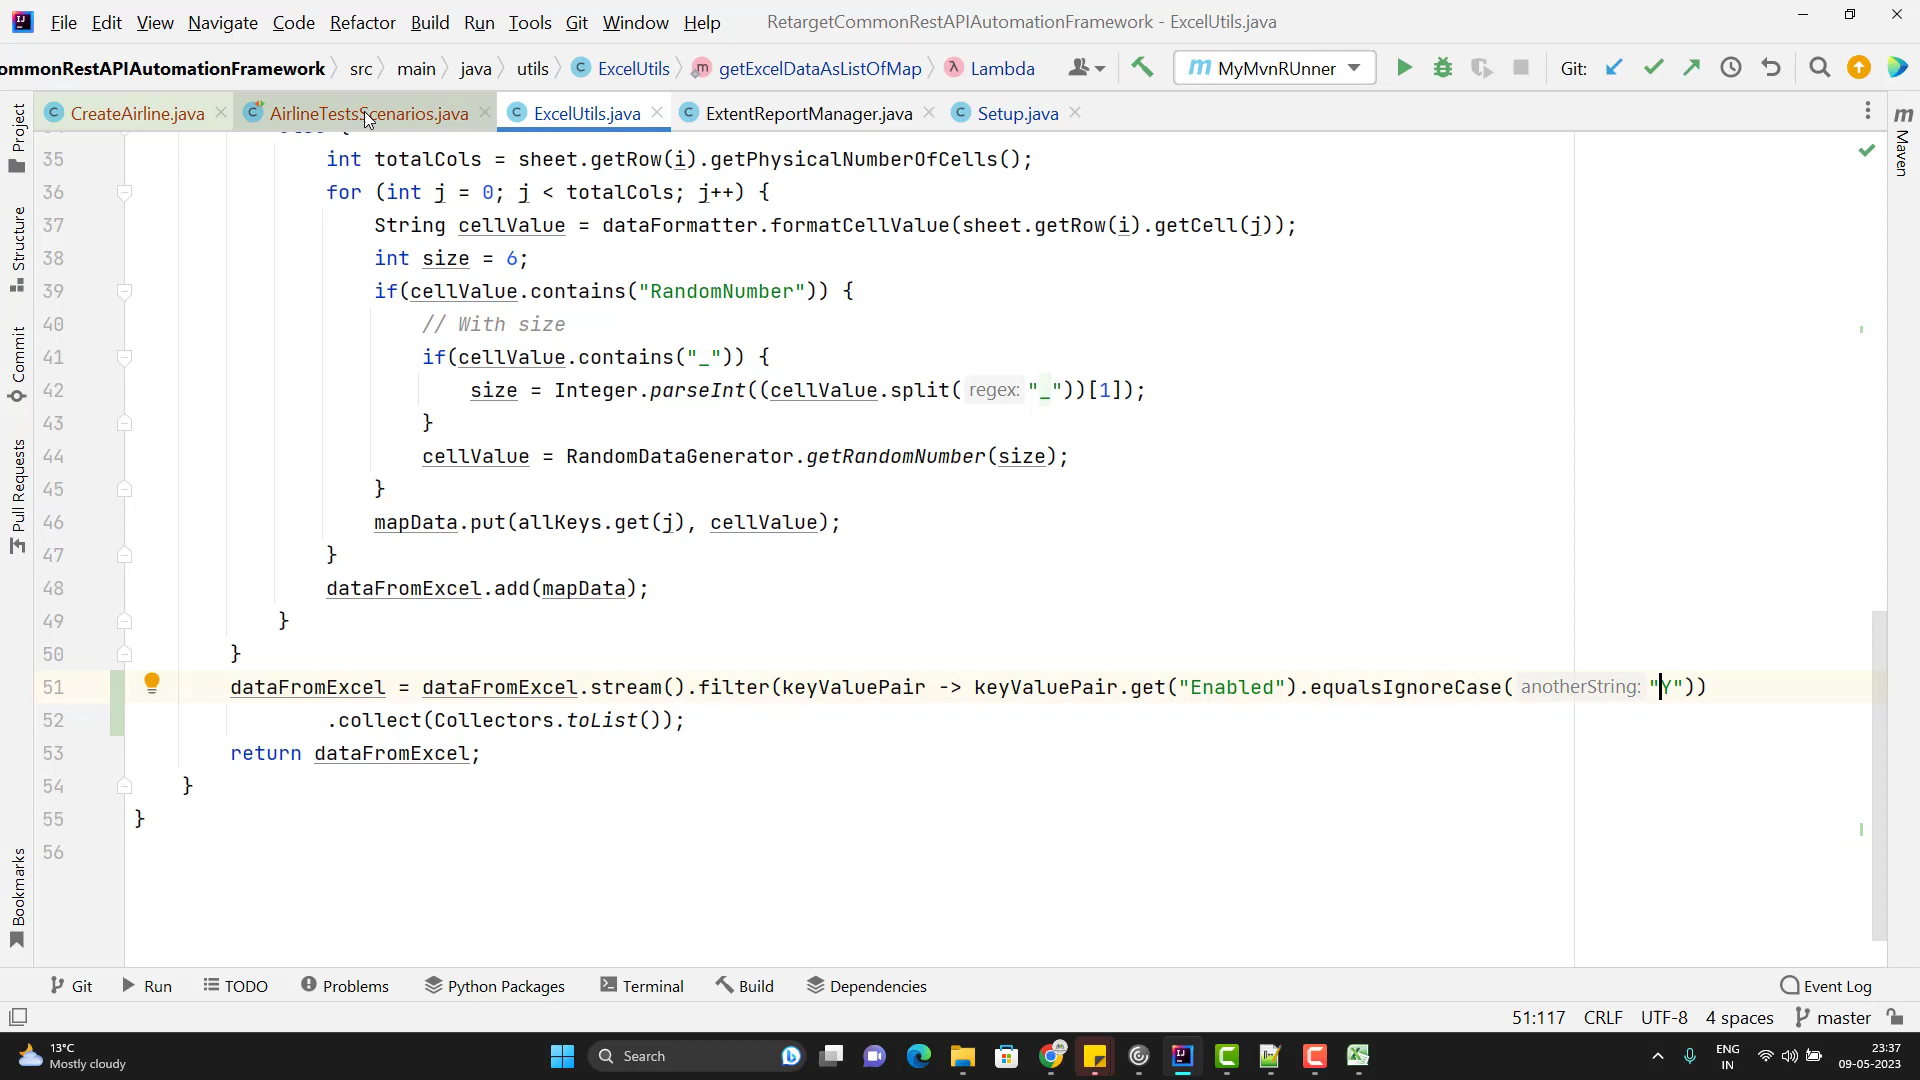 File Edit View Navigate Code Refactor Build Run Tools Git Window Help RetargetCommonRestAPIAutomationFramework - ExcelUtils.java
ommonRestAPIAutomationFramework src main java utils ExcelUtils getExcelDataAsListOfMap Lambda MyMvnRUnner Git:
CreateAirline.java AirlineTestsScenarios.java ExcelUtils.java ExtentReportManager.java Setup.java
Project
Structure
Commit
Pull Requests
Bookmarks
Maven
35 int totalCols = sheet.getRow(i).getPhysicalNumberOfCells();
36 for (int j = 0; j < totalCols; j++) {
37 String cellValue = dataFormatter.formatCellValue(sheet.getRow(i).getCell(j));
38 int size = 6;
39 if(cellValue.contains("RandomNumber")) {
40 // With size
41 if(cellValue.contains("_")) {
42 size = Integer.parseInt((cellValue.split( regex: "_"))[1]);
43 }
44 cellValue = RandomDataGenerator.getRandomNumber(size);
45 }
46 mapData.put(allKeys.get(j), cellValue);
47 }
48 dataFromExcel.add(mapData);
49 }
50 }
51 dataFromExcel = dataFromExcel.stream().filter(keyValuePair -> keyValuePair.get("Enabled").equalsIgnoreCase( anotherString: "Y"))
52 .collect(Collectors.toList());
53 return dataFromExcel;
54 }
55 }
56
Git Run TODO Problems Python Packages Terminal Build Dependencies Event Log
51:117 CRLF UTF-8 4 spaces master
13°C
Mostly cloudy
Search
ENG
IN
23:37
09-05-2023